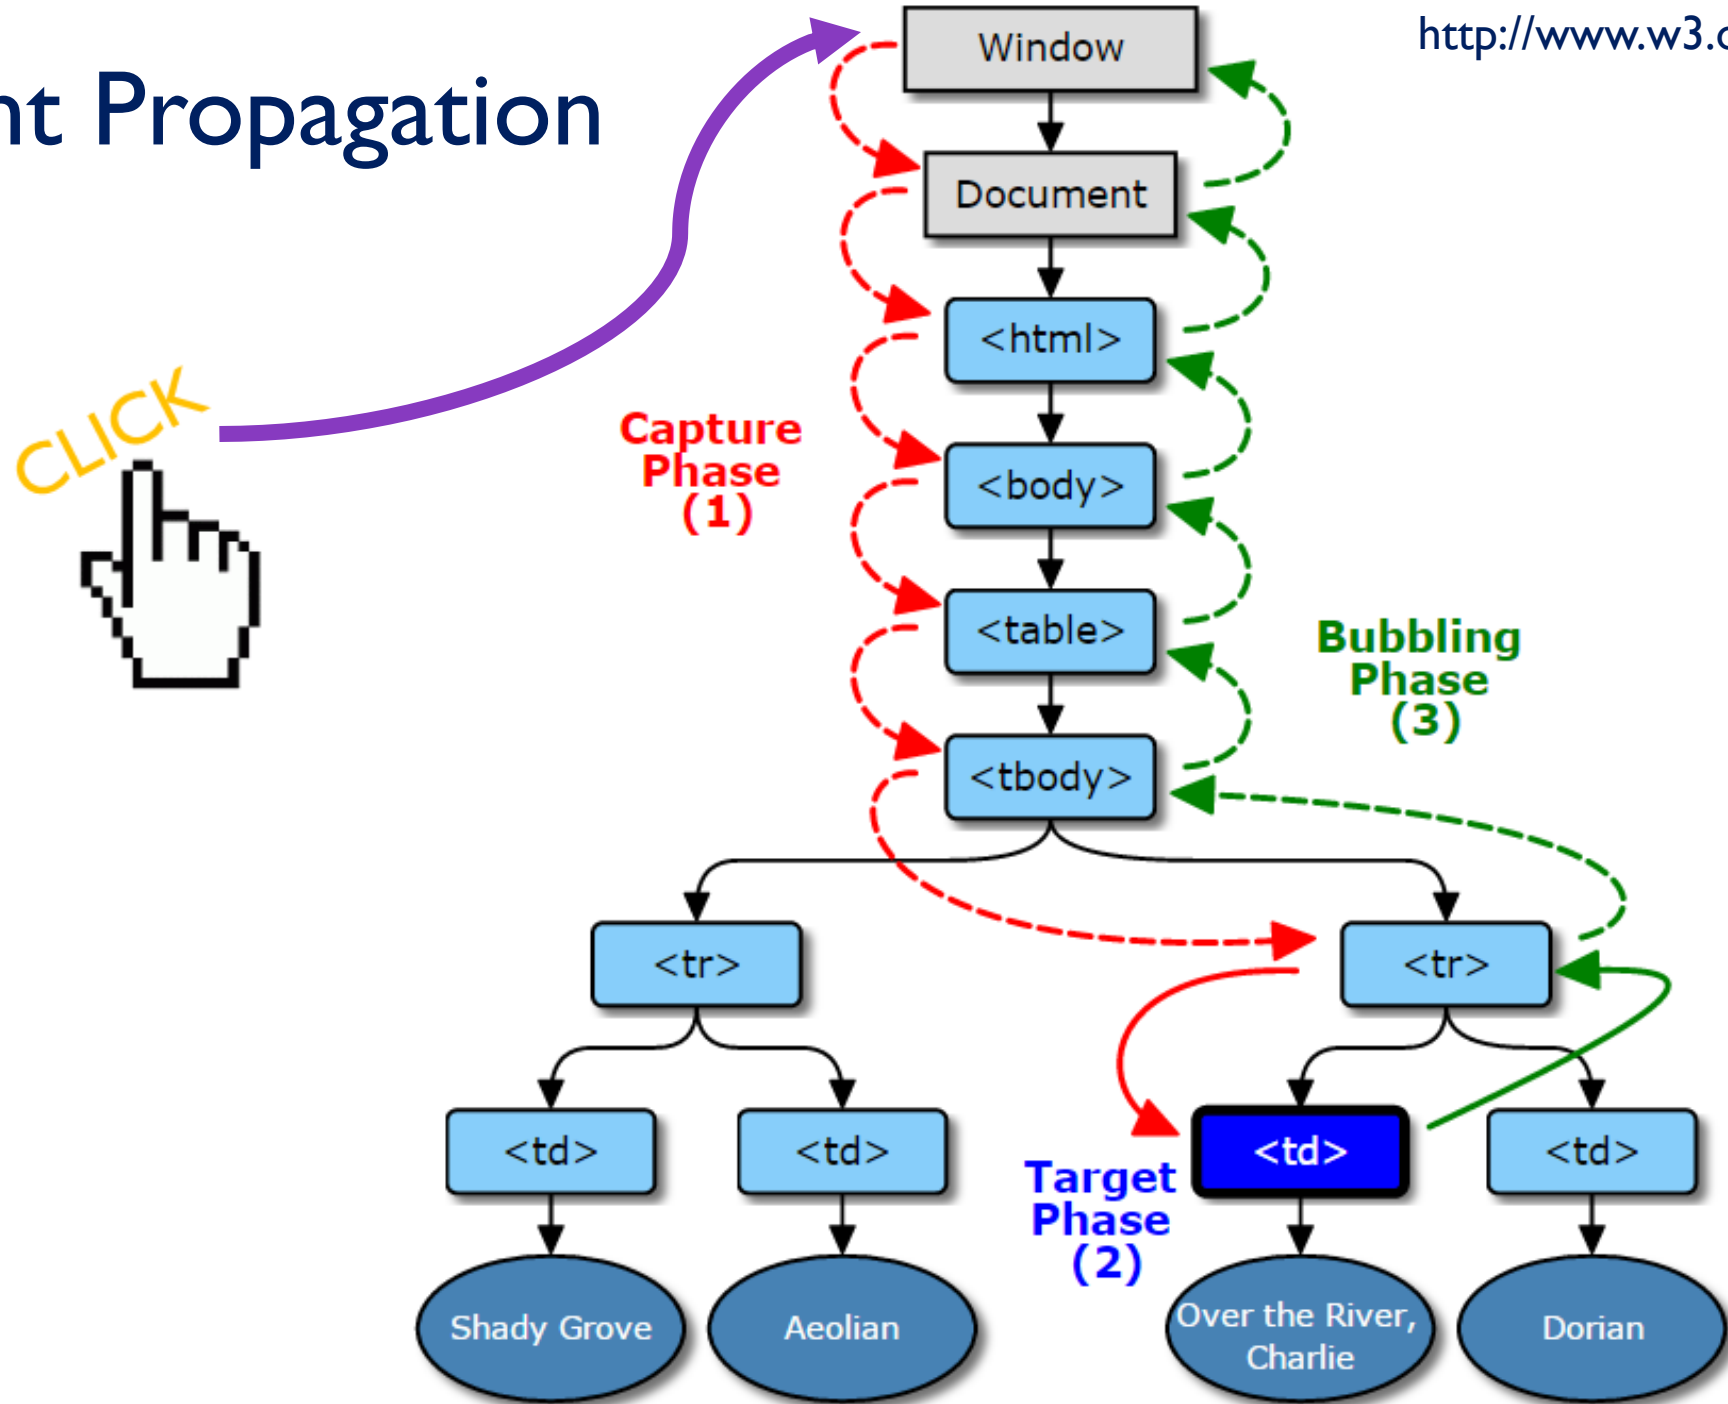 Window
http://www.w3.o
nt Propagation
Document
<html>
CLICK
Capture
Phase
(1)
<body>
<table>
Bubbling
Phase
(3)
<tbody>
<tr>
<tr>
<td>
<td>
<td>
<td>
Target
Phase
(2)
Shady Grove
Aeolian
Over the River,
Charlie
Dorian